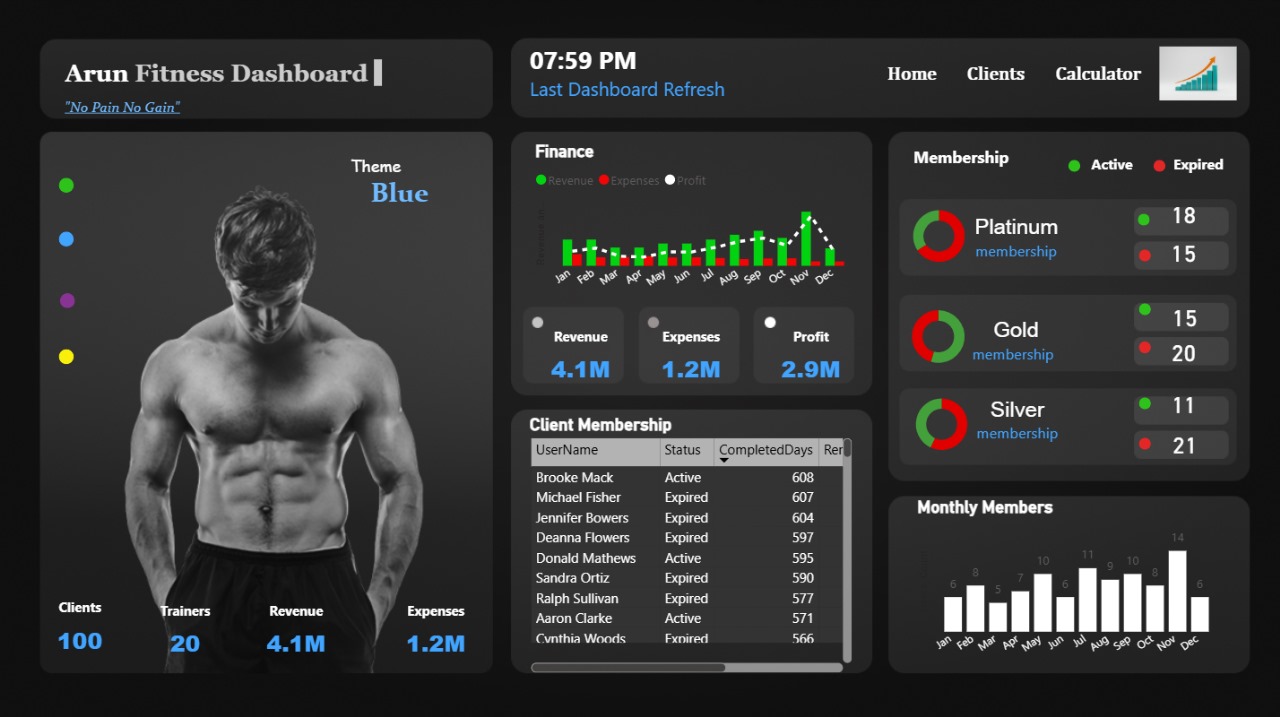 Arun Fitness Dashboard
"No Pain No Gain"
07:59 PM
Last Dashboard Refresh
Home Clients Calculator
Theme
Blue
Clients
100
Trainers
20
Revenue
4.1M
Expenses
1.2M
Finance
Revenue Expenses Profit
Jan Feb Mar Apr May Jun Jul Aug Sep Oct Nov Dec
Revenue
4.1M
Expenses
1.2M
Profit
2.9M
Client Membership
UserName Status CompletedDays Rer
Brooke Mack Active 608
Michael Fisher Expired 607
Jennifer Bowers Expired 604
Deanna Flowers Expired 597
Donald Mathews Active 595
Sandra Ortiz Expired 590
Ralph Sullivan Expired 577
Aaron Clarke Active 571
Cynthia Woods Expired 566
Membership
Active Expired
Platinum
membership
18
15
Gold
membership
15
20
Silver
membership
11
21
Monthly Members
6 8 5 7 10 6 11 9 10 8 14 6
Jan Feb Mar Apr May Jun Jul Aug Sep Oct Nov Dec